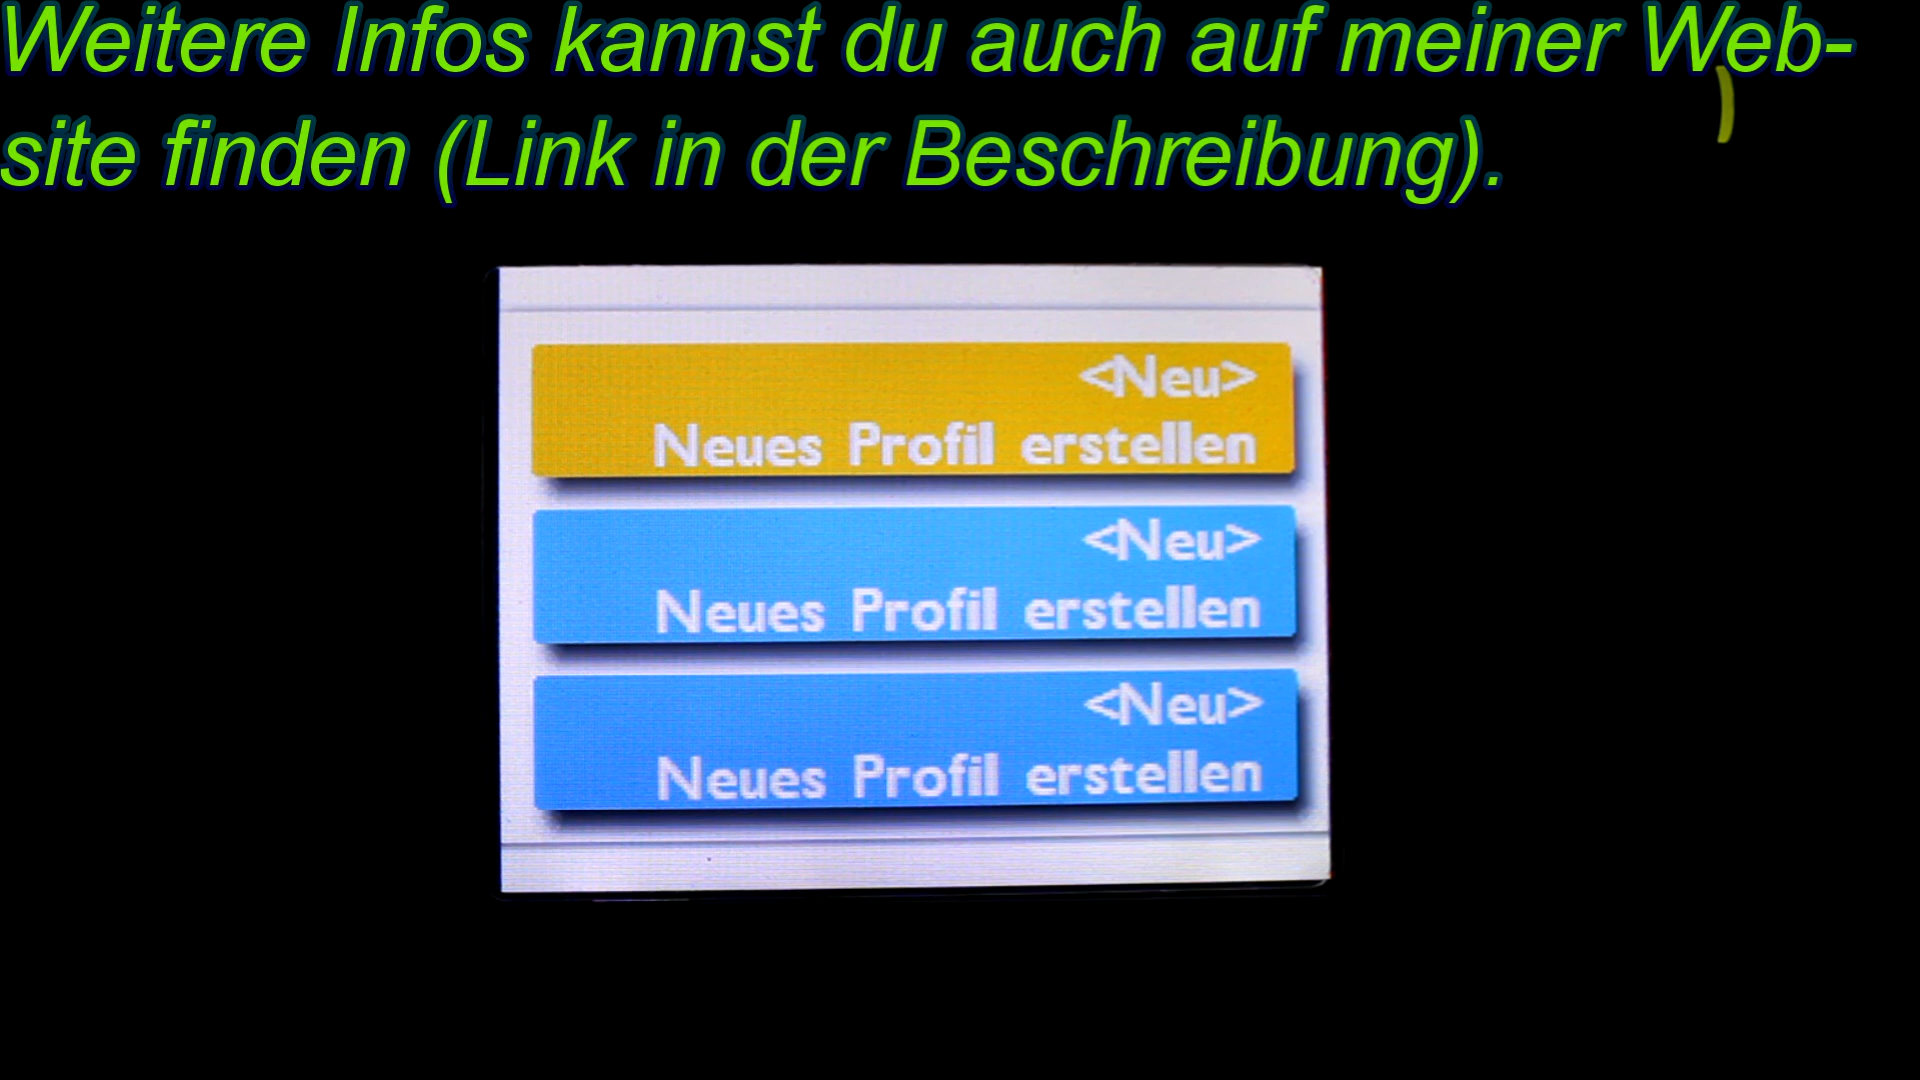 Weitere Infos kannst du auch auf meiner Web-
site finden (Link in der Beschreibung).
<Neu>
Neues Profil erstellen
<Neu>
Neues Profil erstellen
<Neu>
Neues Profil erstellen